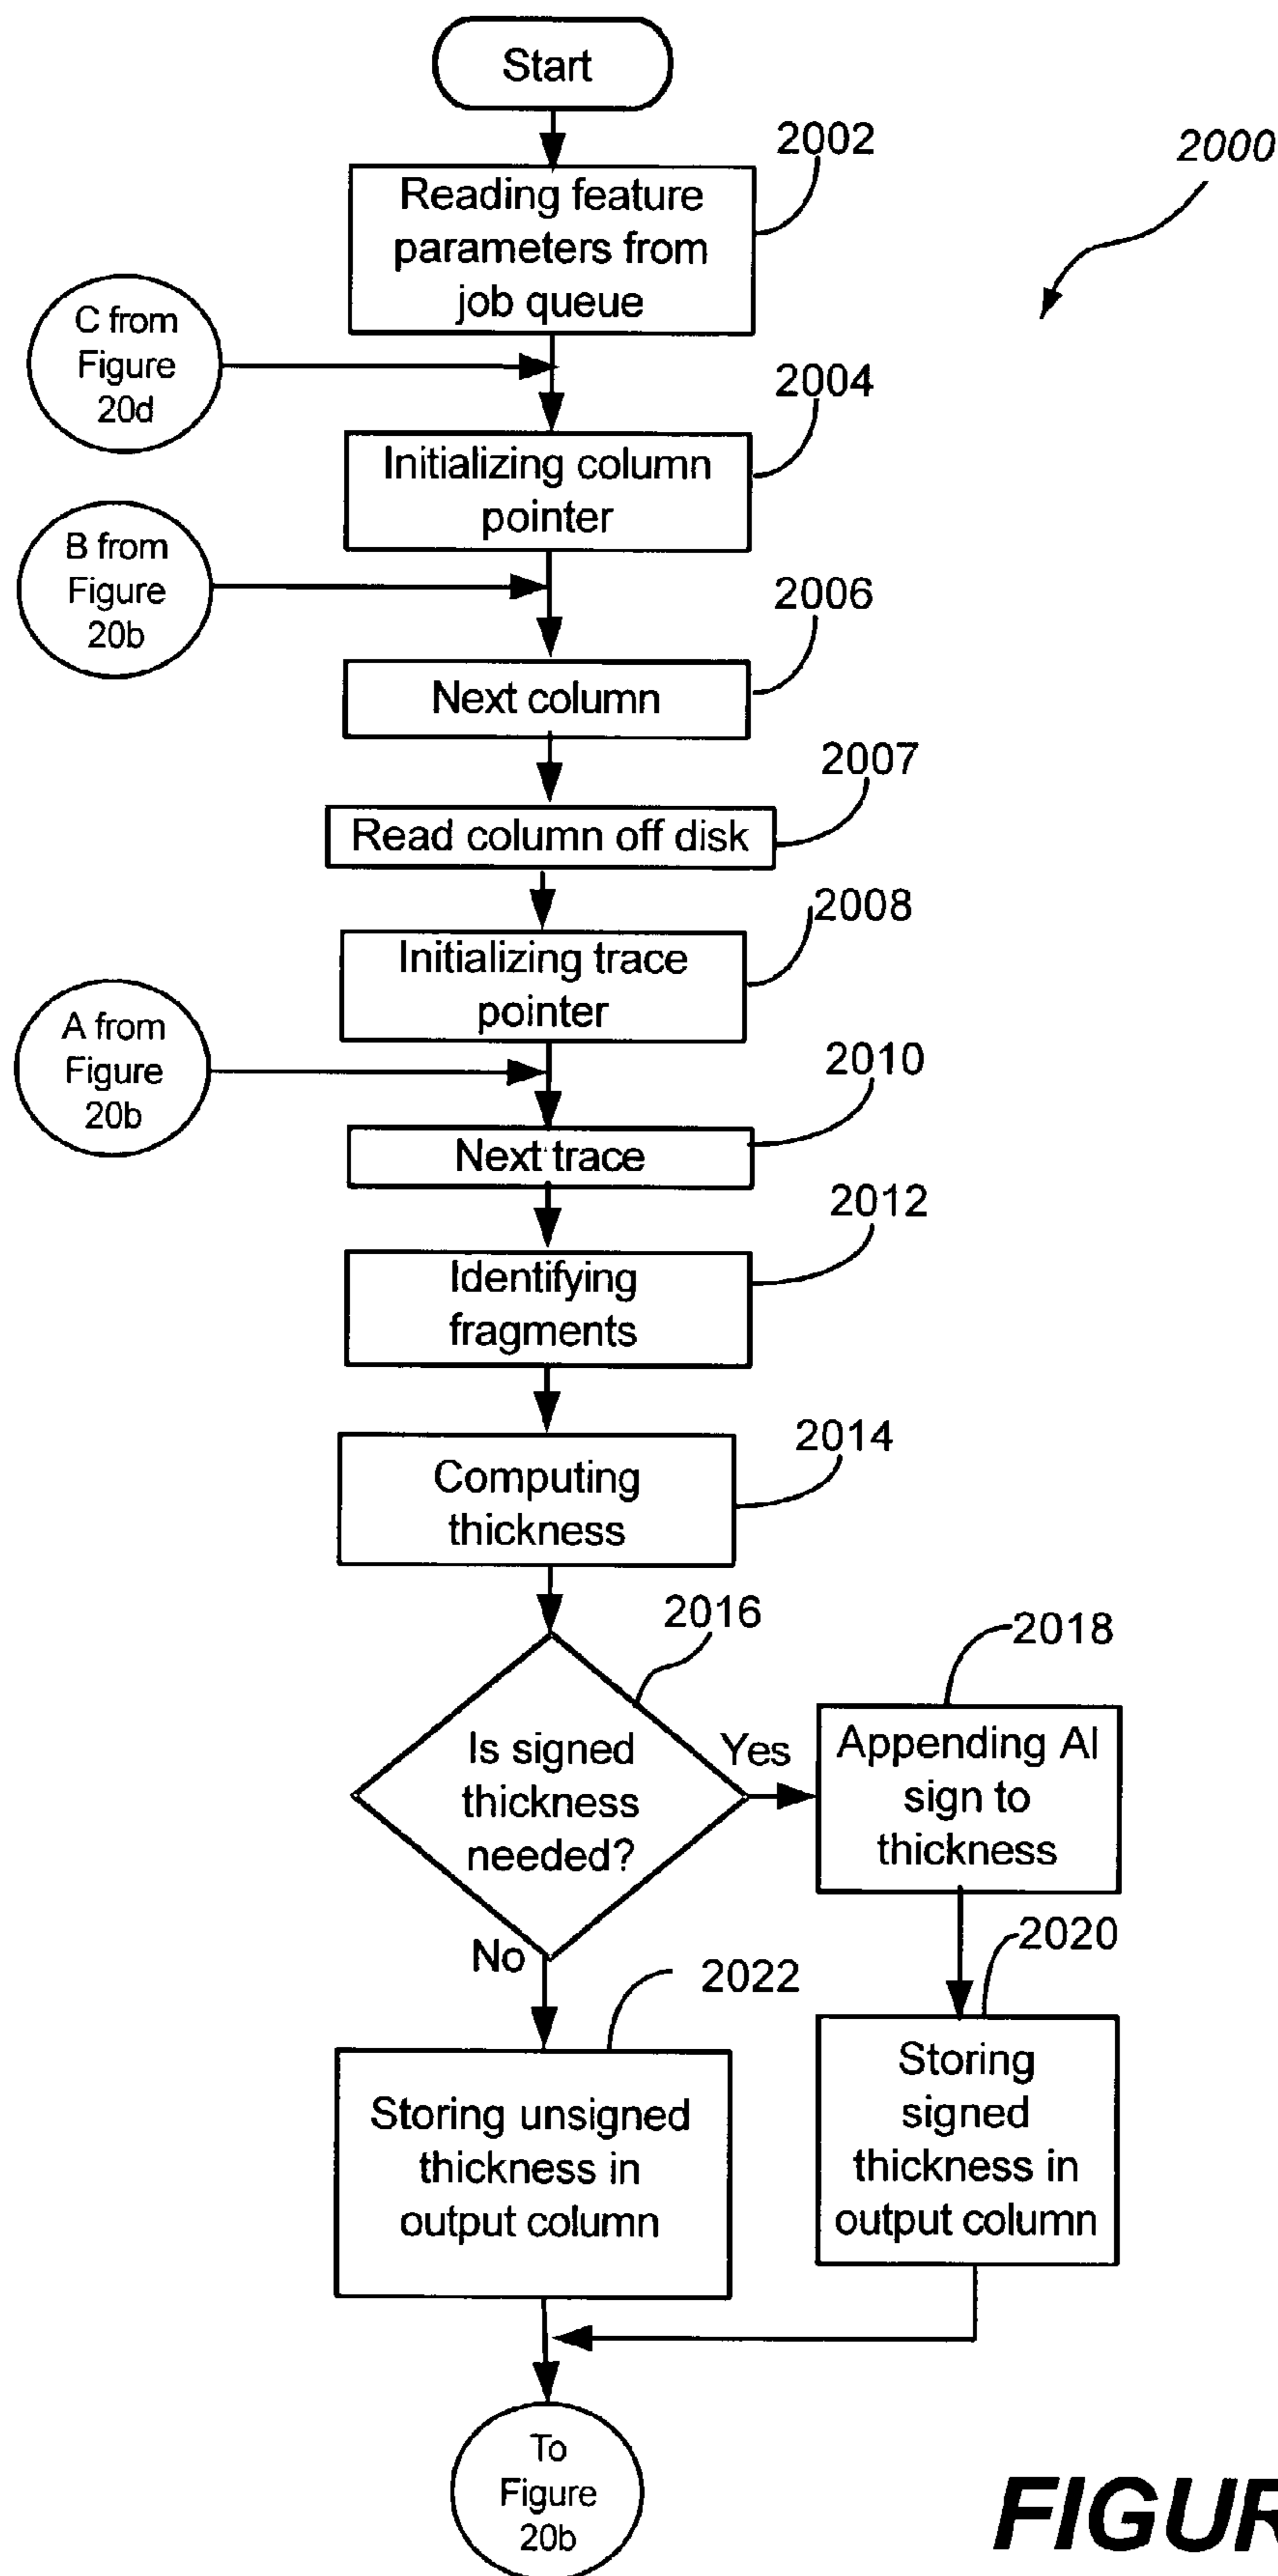 Start
2002
2000
Reading feature
parameters from
job queue
C from
Figure
20d
2004
Initializing column
pointer
B from
Figure
20b
2006
Next column
2007
Read column off disk
2008
Initializing trace
pointer
A from
Figure
20b
2010
Next trace
2012
Identifying
fragments
2014
Computing
thickness
2016
2018
Is signed
thickness
needed?
Yes
Appending AI
sign to
thickness
No
2020
2022
Storing
signed
thickness in
output column
Storing unsigned
thickness in
output column
To
Figure
20b
FIGUR